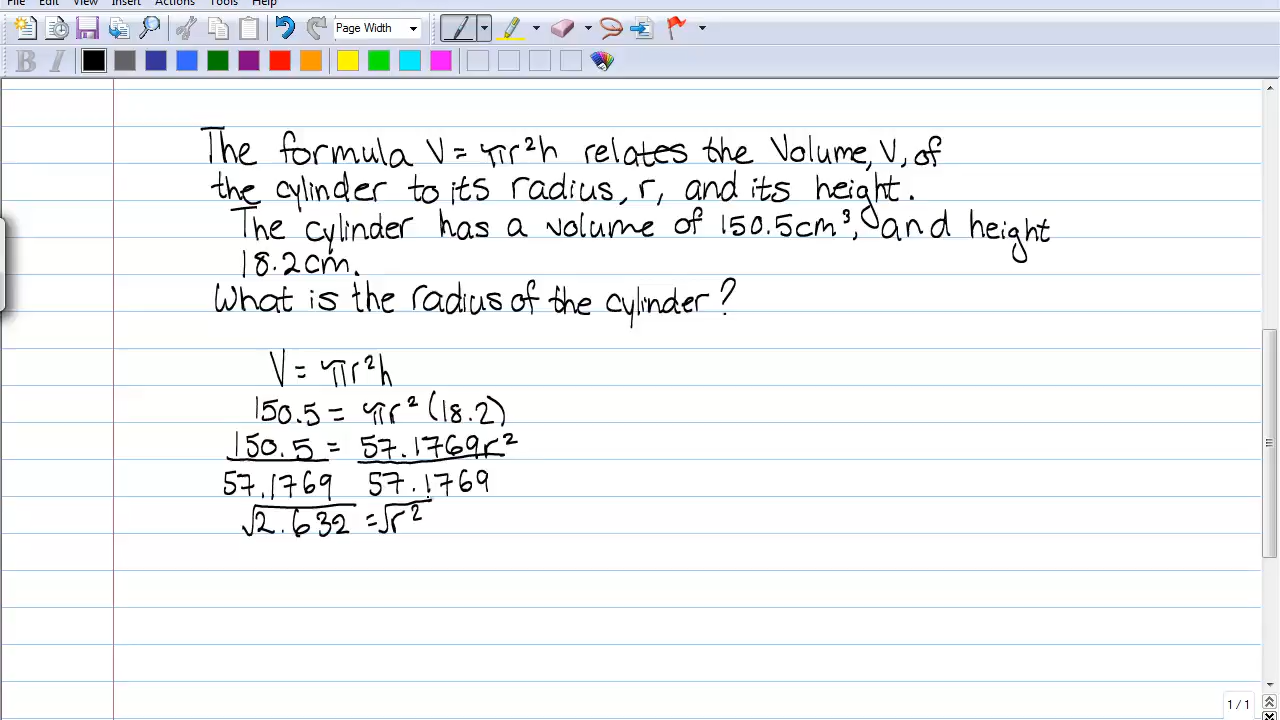 File Edit View Insert Actions Tools Help
Page Width
B I
The formula V = πr²h relates the Volume, V, of
the cylinder to its radius, r, and its height.
The cylinder has a volume of 150.5cm³, and height
18.2cm.
What is the radius of the cylinder?
V = πr²h
150.5 = πr² (18.2)
150.5 = 57.1769r²
57.1769 57.1769
√2.632 = √r²
1/1